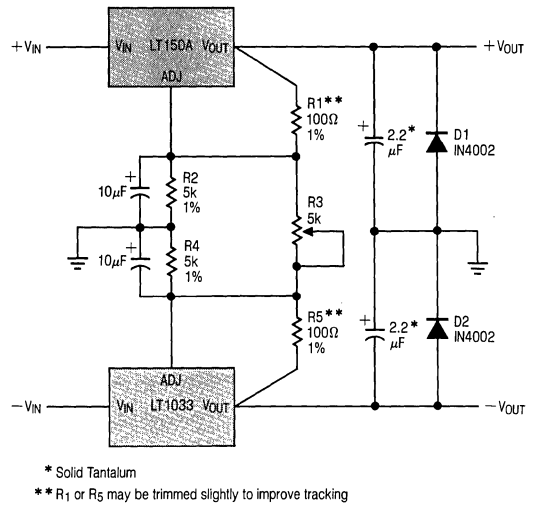 +VIN
VIN LT150A VOUT
ADJ
+VOUT
R1**
100Ω
1%
+
2.2*
μF
D1
IN4002
+
10μF
R2
5k
1%
R3
5k
+
10μF
R4
5k
1%
R5**
100Ω
1%
+
2.2*
μF
D2
IN4002
ADJ
-VIN
VIN LT1033 VOUT
-VOUT
* Solid Tantalum
** R1 or R5 may be trimmed slightly to improve tracking